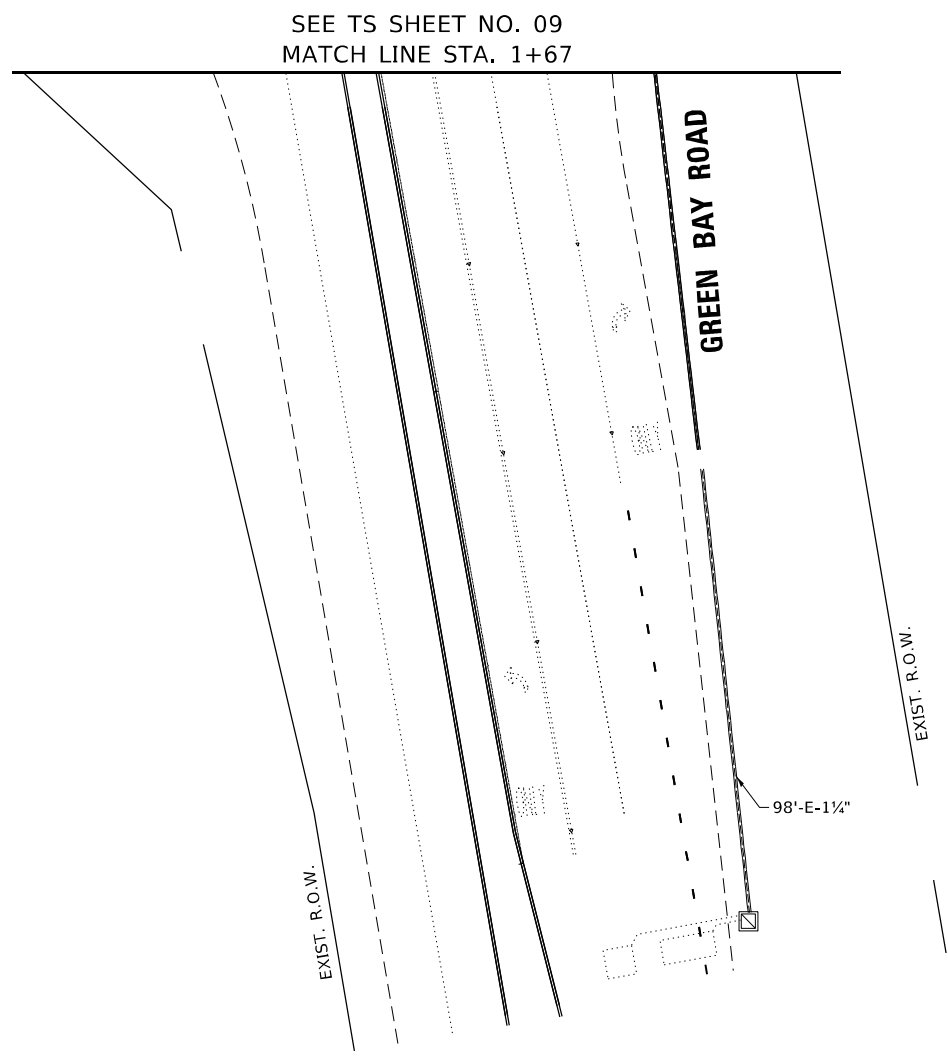 SEE TS SHEET NO. 09
MATCH LINE STA. 1+67
GREEN BAY ROAD
EXIST. R.O.W.
98'-E-1¼"
EXIST. R.O.W.